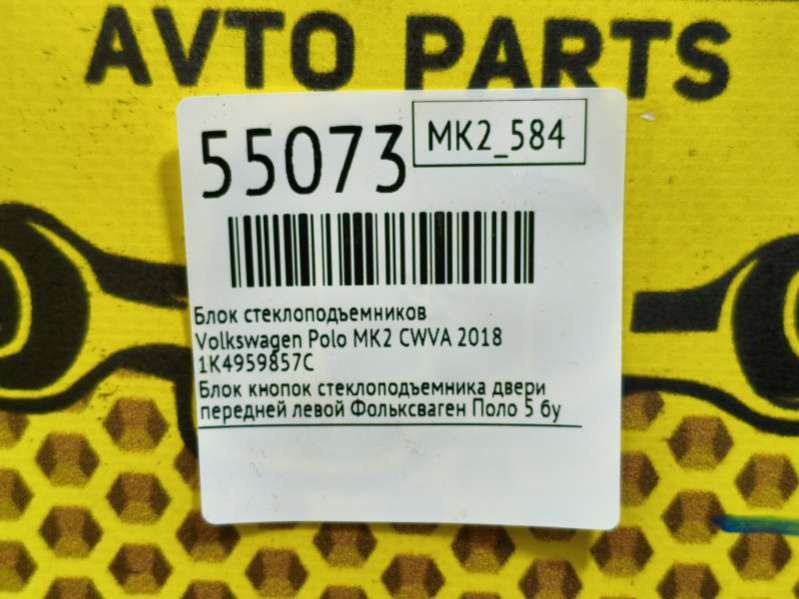 AVTO PARTS
55073
MK2_584
Блок стеклоподъемников
Volkswagen Polo MK2 CWVA 2018
1K4959857C
Блок кнопок стеклоподъемника двери
передней левой Фольксваген Поло 5 бу